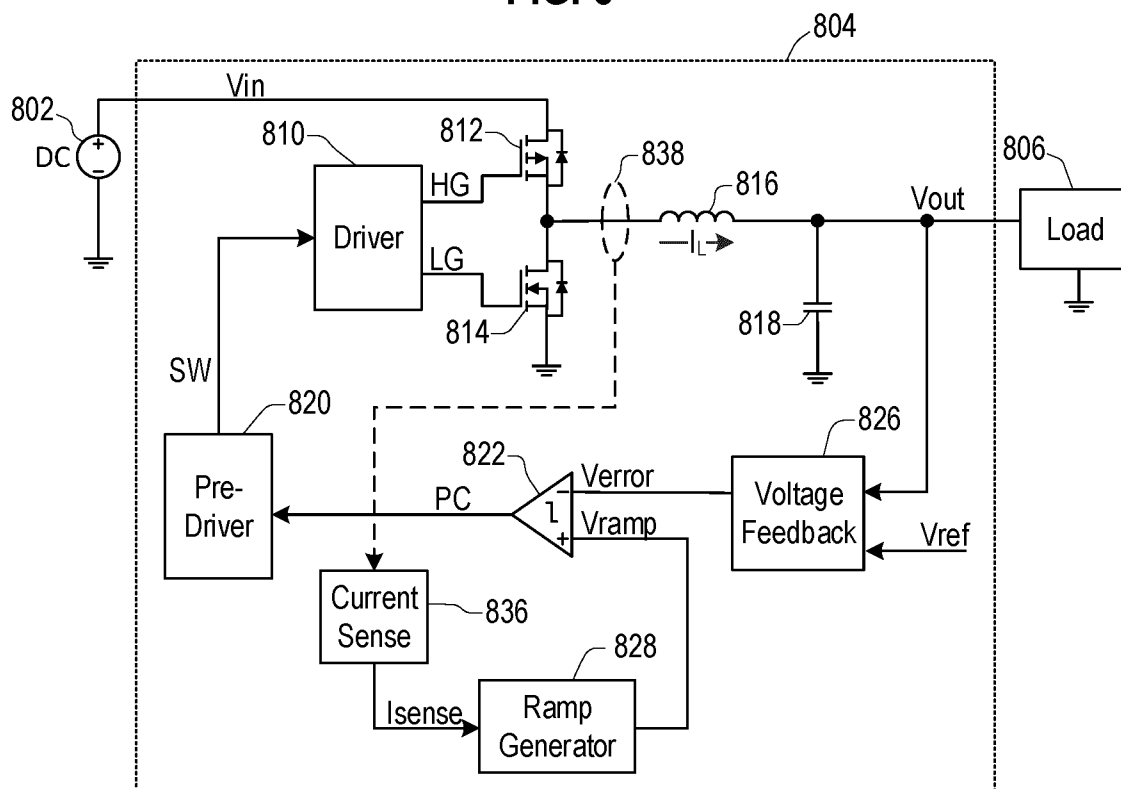 804
Vin
802
DC
+
−
810
812
838
816
806
HG
Vout
Driver
Load
I_L
LG
814
818
SW
820
826
822
Verror
Pre-
Driver
PC
−
Vramp
+
Voltage
Feedback
Vref
Current
Sense
836
828
Isense
Ramp
Generator